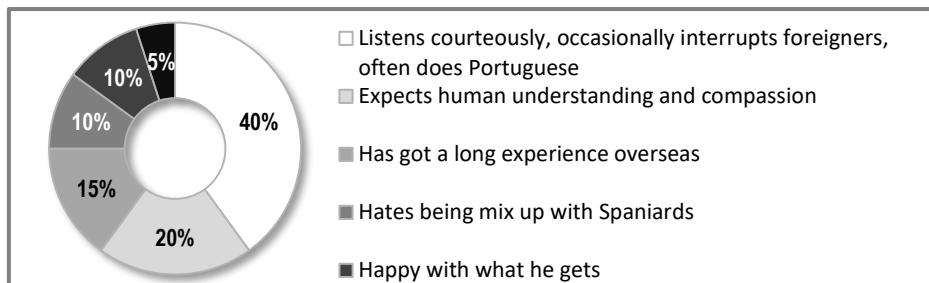 5%
10%
10%
15%
20%
40%
Listens courteously, occasionally interrupts foreigners,
often does Portuguese
Expects human understanding and compassion
Has got a long experience overseas
Hates being mix up with Spaniards
Happy with what he gets